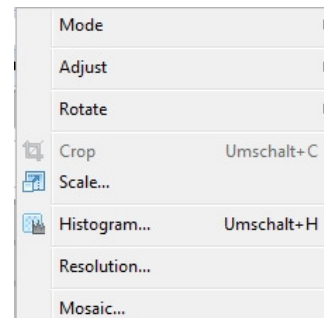 Mode
Adjust
Rotate
Crop Umschalt+C
Scale...
Histogram... Umschalt+H
Resolution...
Mosaic...